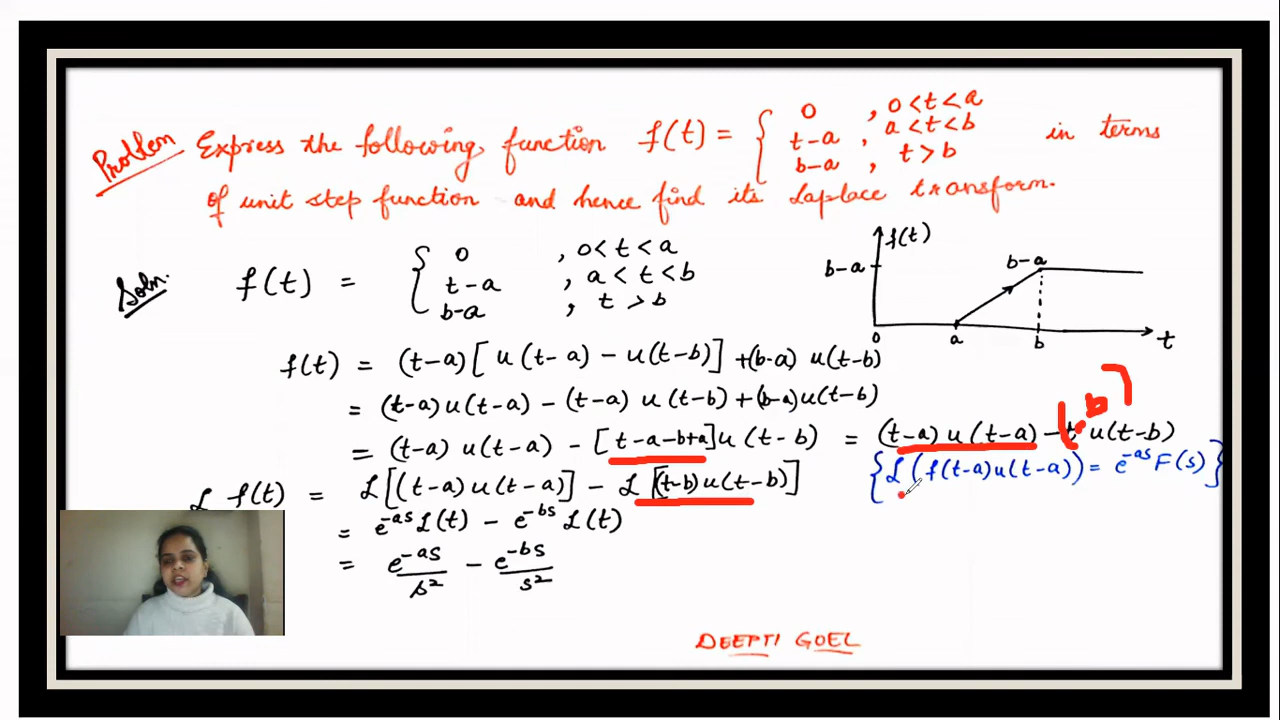 Problem Express the following function f(t) = { 0 , 0<t<a
t-a , a<t<b
b-a , t>b in terms
of unit step function and hence find its Laplace transform.
Soln. f(t) = { 0 , 0<t<a
t-a , a<t<b
b-a , t>b
f(t)
b-a
b-a
0 a b t
f(t) = (t-a)[u(t-a) - u(t-b)] + (b-a) u(t-b)
= (t-a)u(t-a) - (t-a) u(t-b) + (b-a)u(t-b)
= (t-a) u(t-a) - [t-a-b+a]u(t-b) = (t-a)u(t-a) - (t-b) u(t-b)
L f(t) = L[(t-a)u(t-a)] - L[(t-b)u(t-b)] {L(f(t-a)u(t-a)) = e^-as F(s)}
= e^-as L(t) - e^-bs L(t)
= e^-as/s² - e^-bs/s²
DEEPTI GOEL